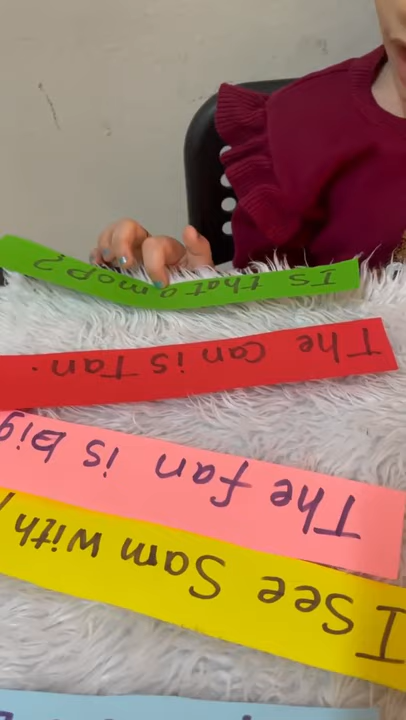 Is that a mop?
The can is Tan.
The fan is big
I See Sam with